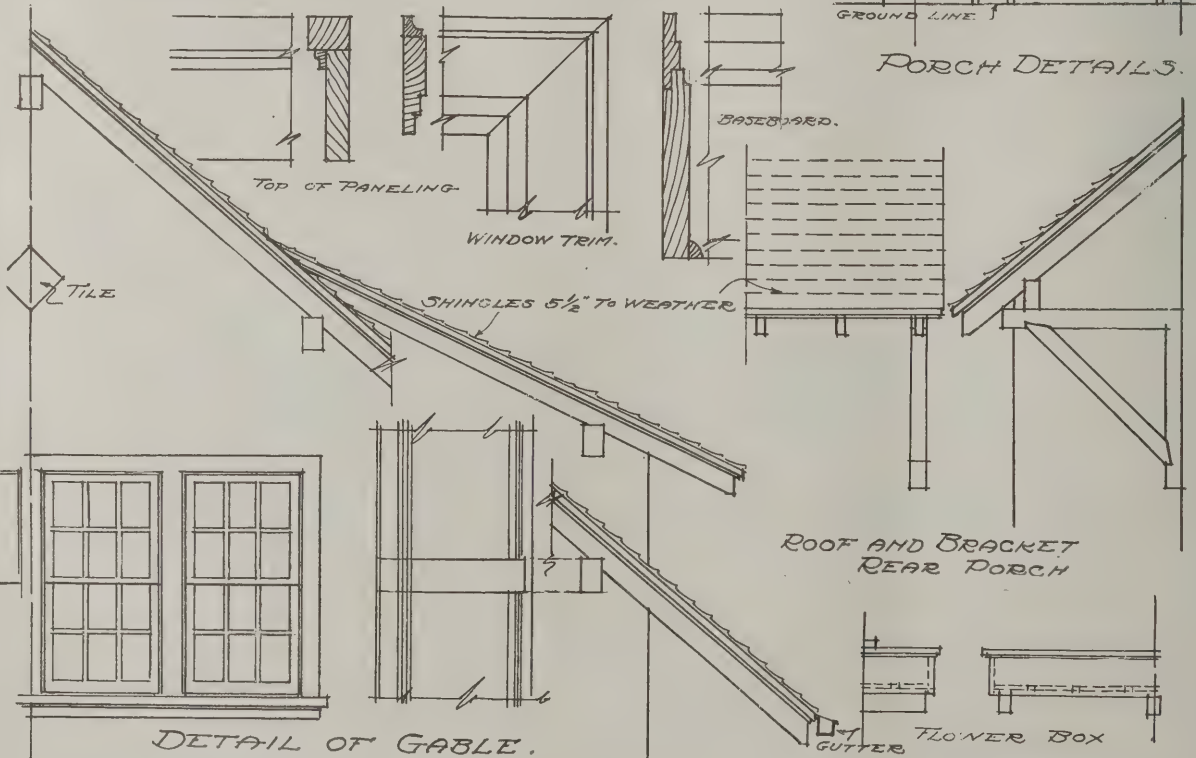 GROUND LINE
PORCH DETAILS.
BASEBOARD.
TOP OF PANELING
WINDOW TRIM.
TILE
SHINGLES 5½" TO WEATHER
ROOF AND BRACKET
REAR PORCH
DETAIL OF GABLE.
GUTTER
FLOWER BOX